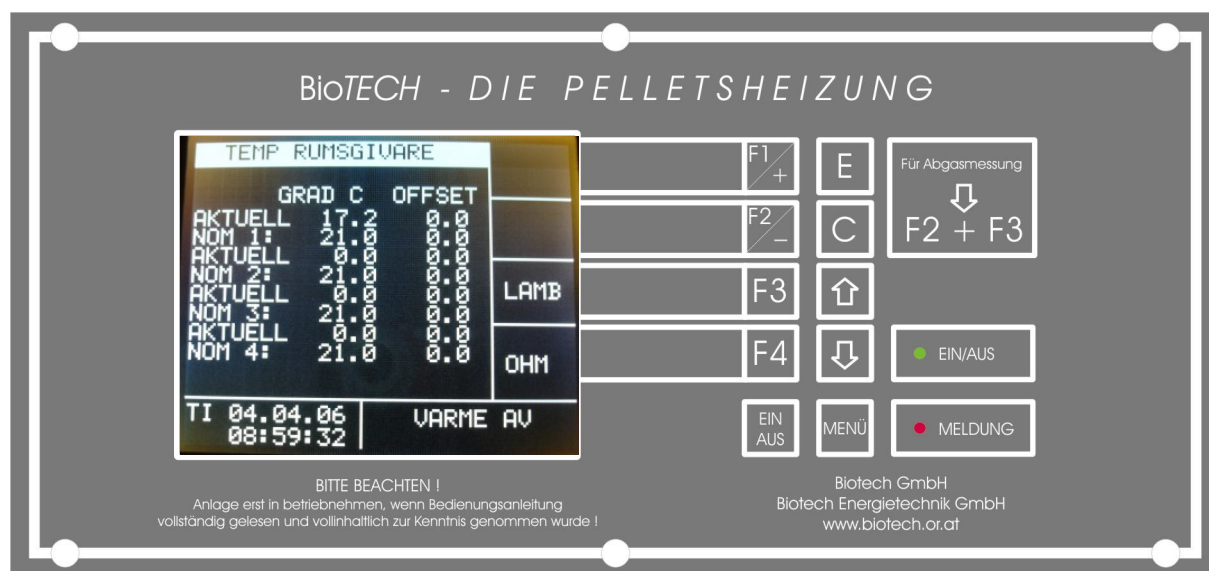 BioTECH - DIE PELLETSHEIZUNG
TEMP RUMSGIVARE
GRAD C OFFSET
AKTUELL 17.2 0.0
NOM 1: 21.0 0.0
AKTUELL 0.0 0.0
NOM 2: 21.0 0.0
AKTUELL 0.0 0.0
NOM 3: 21.0 0.0
AKTUELL 0.0 0.0
NOM 4: 21.0 0.0
LAMB
OHM
TI 04.04.06
08:59:32
VARME AV
F1 +
E
F2 -
C
F3
F4
EIN
AUS
MENÜ
Für Abgasmessung
F2 + F3
EIN/AUS
MELDUNG
BITTE BEACHTEN !
Anlage erst in betriebnehmen, wenn Bedienungsanleitung
vollständig gelesen und vollinhaltlich zur Kenntnis genommen wurde !
Biotech GmbH
Biotech Energietechnik GmbH
www.biotech.or.at